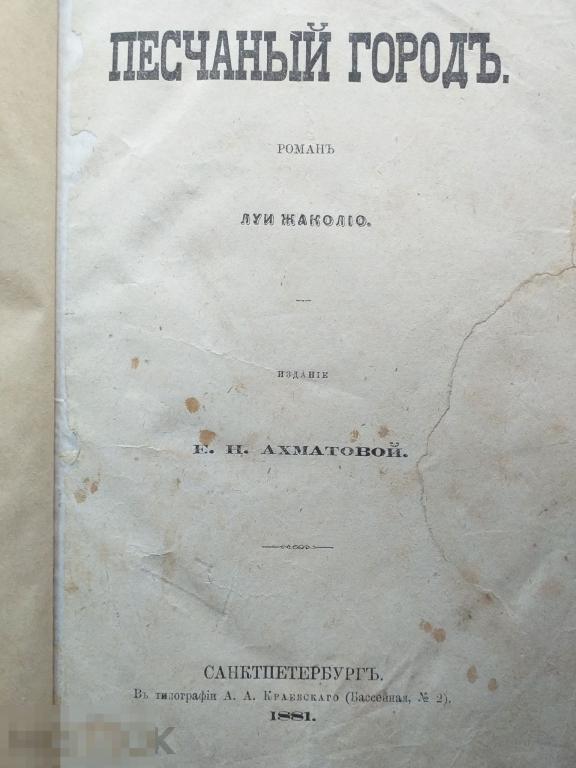 ПЕСЧАНЫЙ ГОРОДЪ.
РОМАНЪ
ЛУИ ЖАКОЛІО.
ИЗДАНІЕ
Е. Н. АХМАТОВОЙ.
САНКТПЕТЕРБУРГЪ.
Въ типографіи А. А. Краевскаго (Бассейная, № 2).
1881.